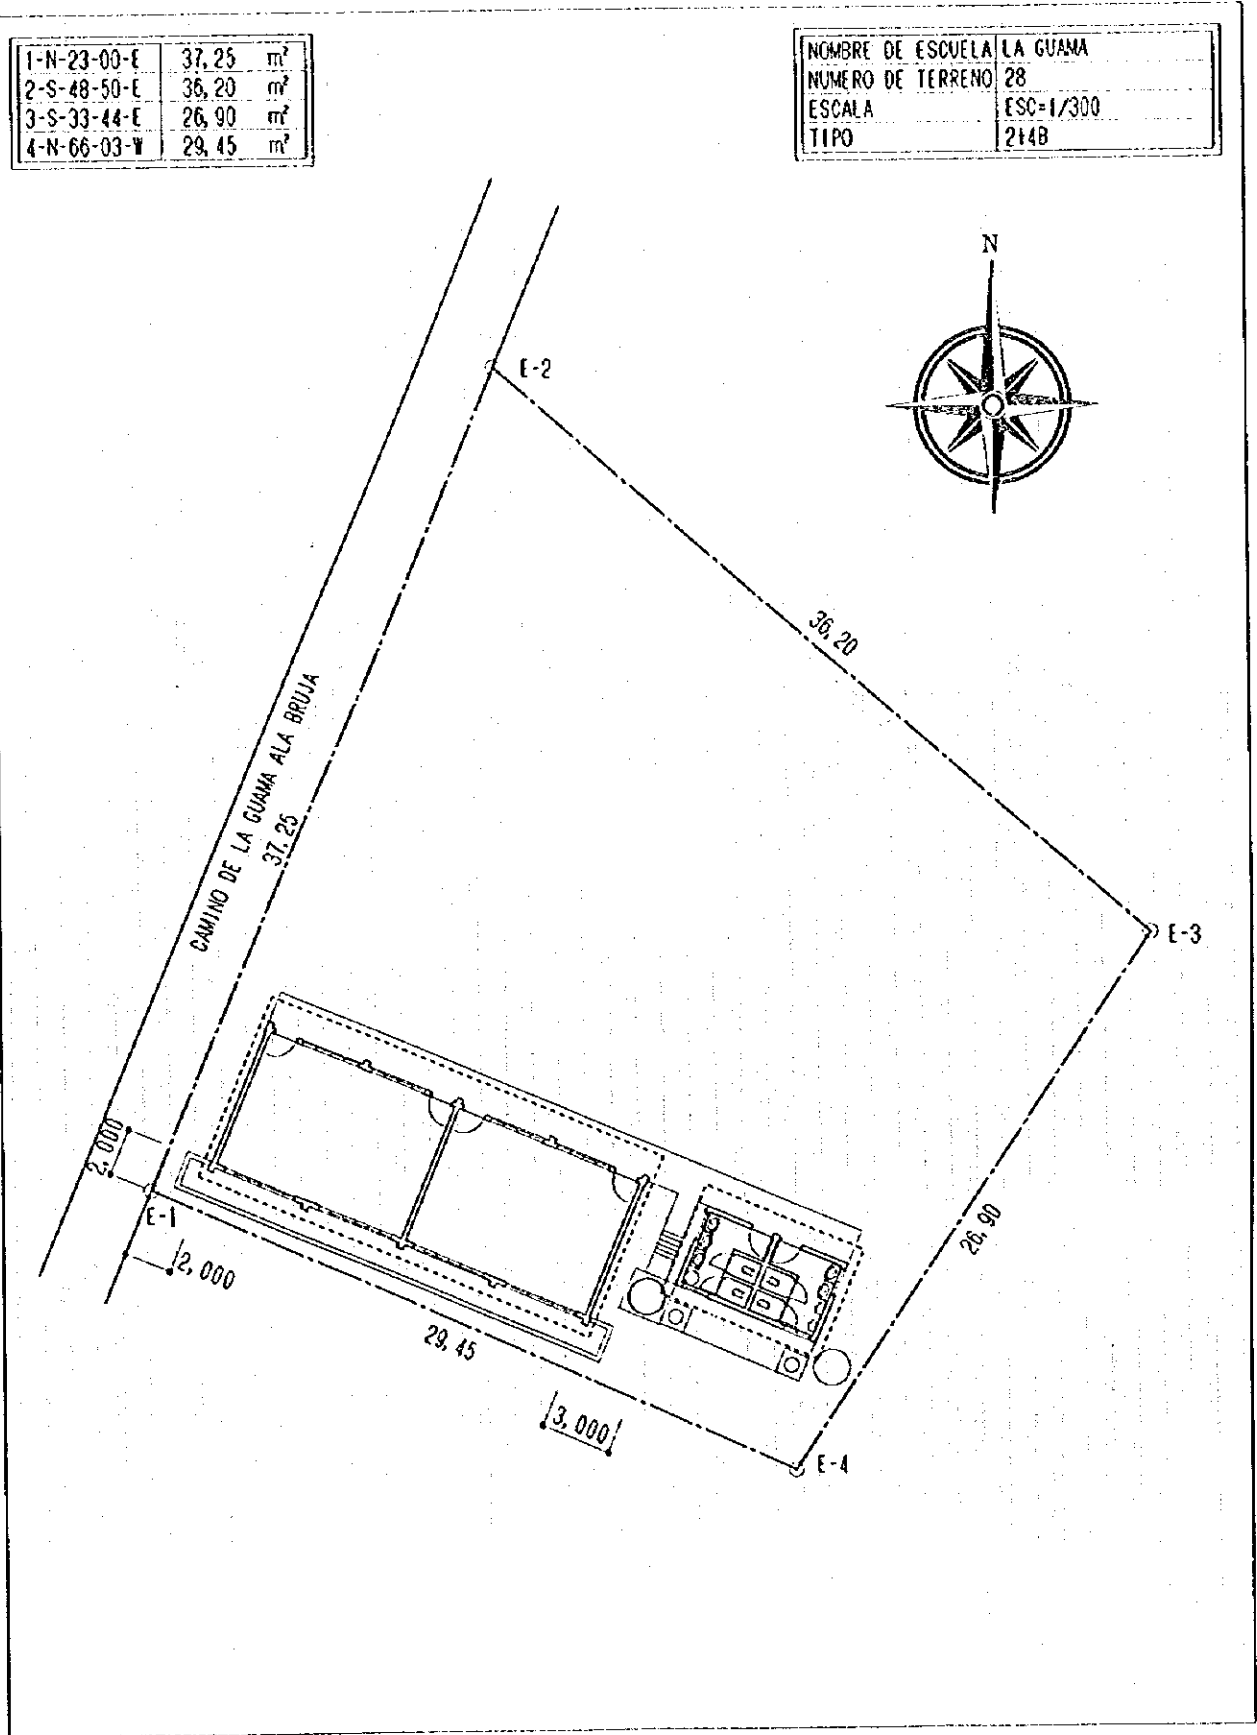 1-N-23-00-E 37,25 m²
2-S-48-50-E 36,20 m²
3-S-33-44-E 26,90 m²
4-N-66-03-W 29,45 m²
NOMBRE DE ESCUELA LA GUAMA
NUMERO DE TERRENO 28
ESCALA ESC=1/300
TIPO 2+4B
N
E-2
36,20
CAMINO DE LA GUAMA ALA BRUJA
37,25
E-3
2,000
E-1
2,000
26,90
29,45
3,000
E-4